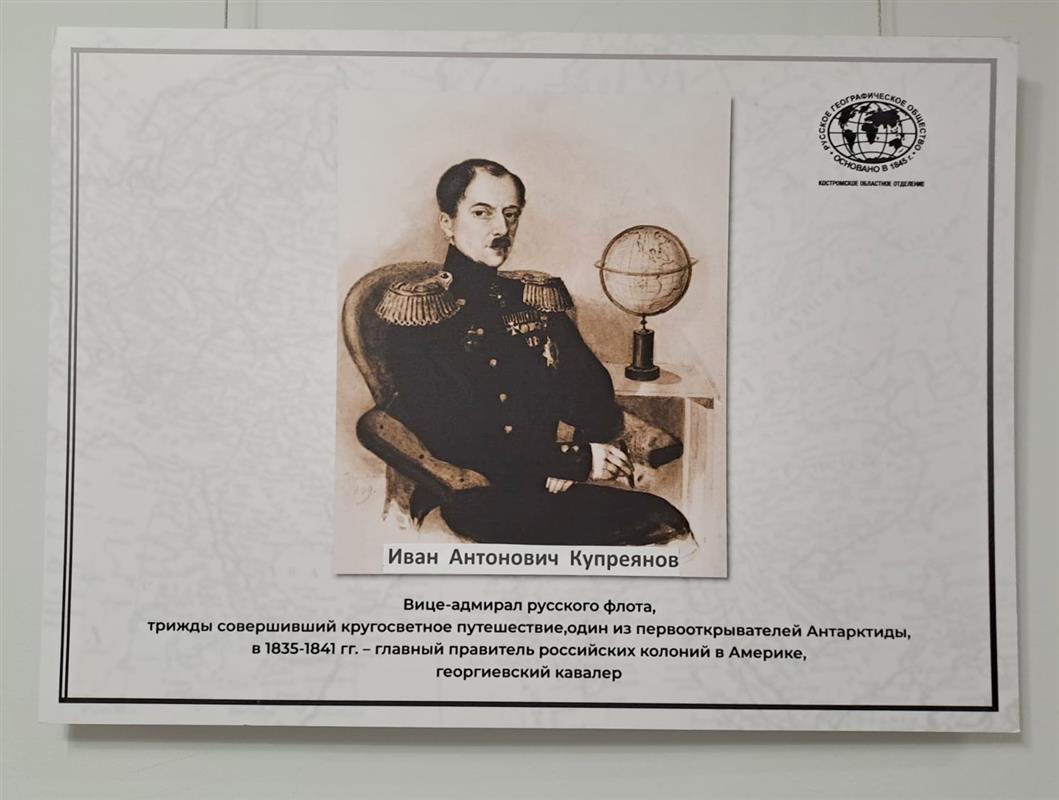 РУССКОЕ ГЕОГРАФИЧЕСКОЕ ОБЩЕСТВО
• ОСНОВАНО В 1845 г. •
КОСТРОМСКОЕ ОБЛАСТНОЕ ОТДЕЛЕНИЕ
Иван Антонович Купреянов
Вице-адмирал русского флота,
трижды совершивший кругосветное путешествие,один из первооткрывателей Антарктиды,
в 1835-1841 гг. – главный правитель российских колоний в Америке,
георгиевский кавалер